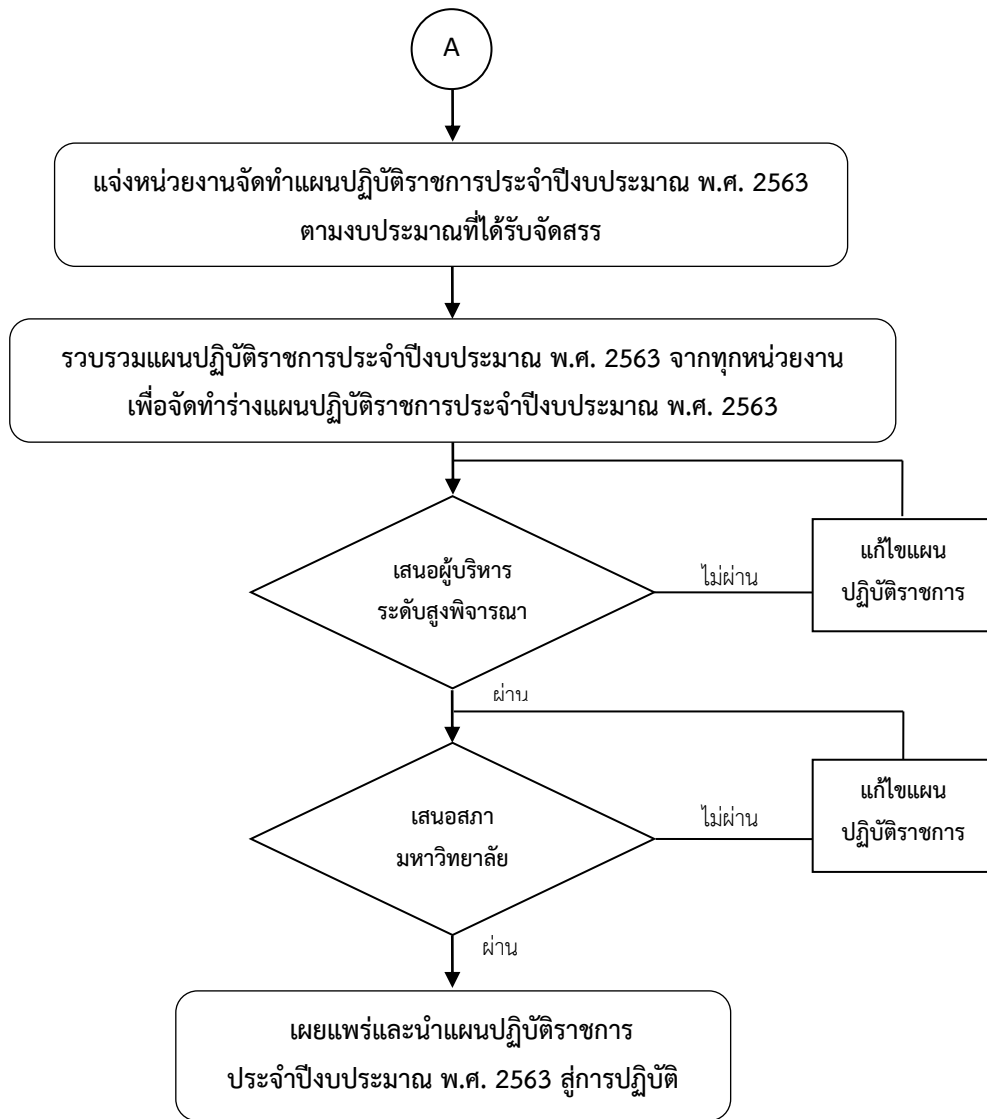 A
แจ่งหน่วยงานจัดทำแผนปฏิบัติราชการประจำปีงบประมาณ พ.ศ. 2563
ตามงบประมาณที่ได้รับจัดสรร
รวบรวมแผนปฏิบัติราชการประจำปีงบประมาณ พ.ศ. 2563 จากทุกหน่วยงาน
เพื่อจัดทำร่างแผนปฏิบัติราชการประจำปีงบประมาณ พ.ศ. 2563
เสนอผู้บริหาร
ระดับสูงพิจารณา
ไม่ผ่าน
แก้ไขแผน
ปฏิบัติราชการ
ผ่าน
เสนอสภา
มหาวิทยาลัย
ไม่ผ่าน
แก้ไขแผน
ปฏิบัติราชการ
ผ่าน
เผยแพร่และนำแผนปฏิบัติราชการ
ประจำปีงบประมาณ พ.ศ. 2563 สู่การปฏิบัติ